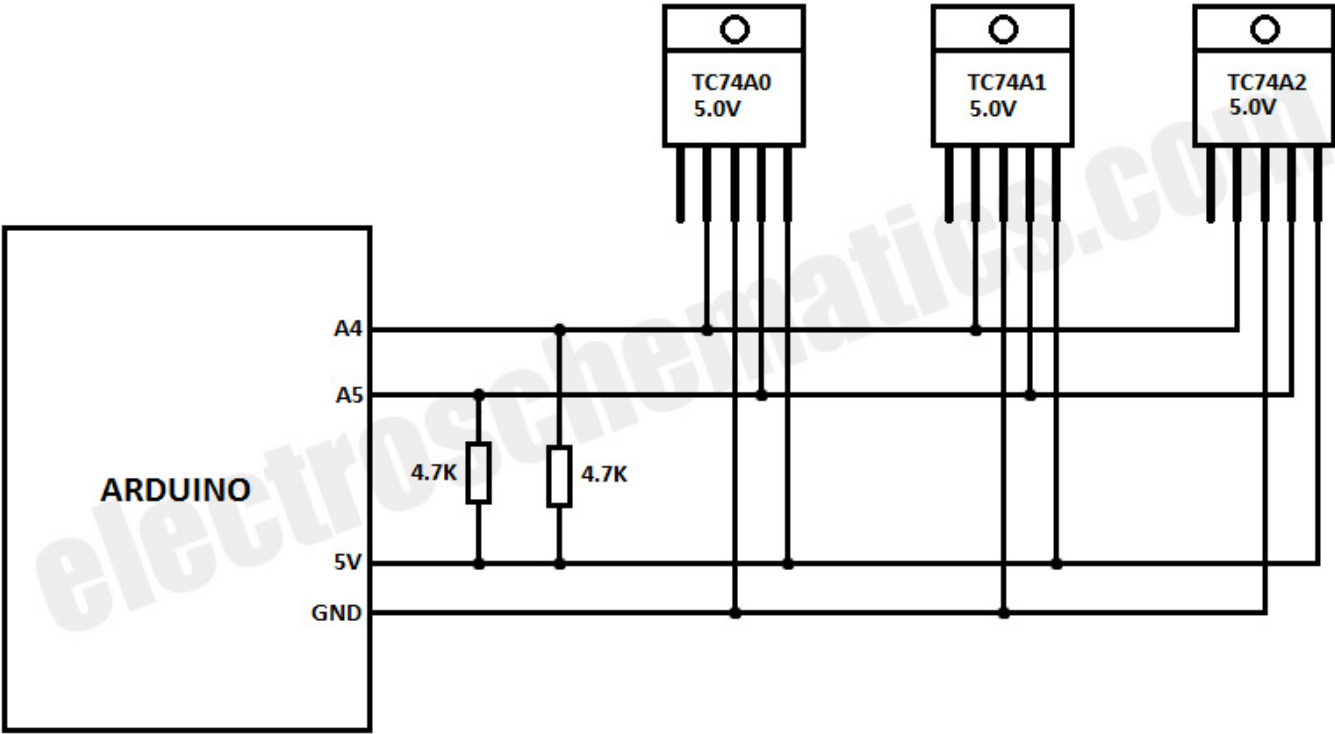 TC74A0
5.0V
TC74A1
5.0V
TC74A2
5.0V
A4
A5
4.7K
4.7K
ARDUINO
5V
GND
electroschematics.com